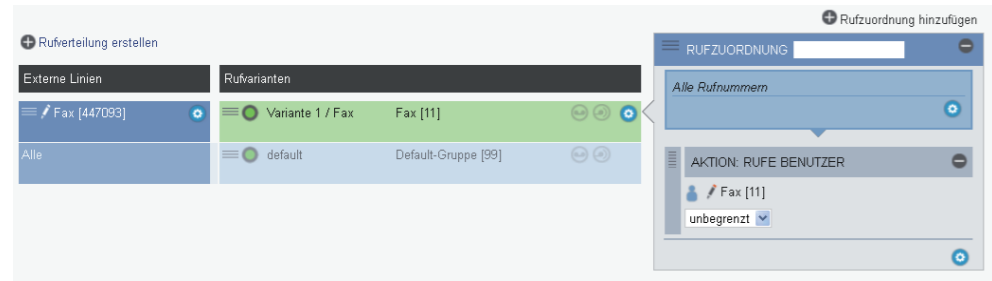 Rufzuordnung hinzufügen
Rufverteilung erstellen
RUFZUORDNUNG
Externe Linien
Rufvarianten
Alle Rufnummern
Fax [447093]
Variante 1 / Fax
Fax [11]
Alle
default
Default-Gruppe [99]
AKTION: RUFE BENUTZER
Fax [11]
unbegrenzt